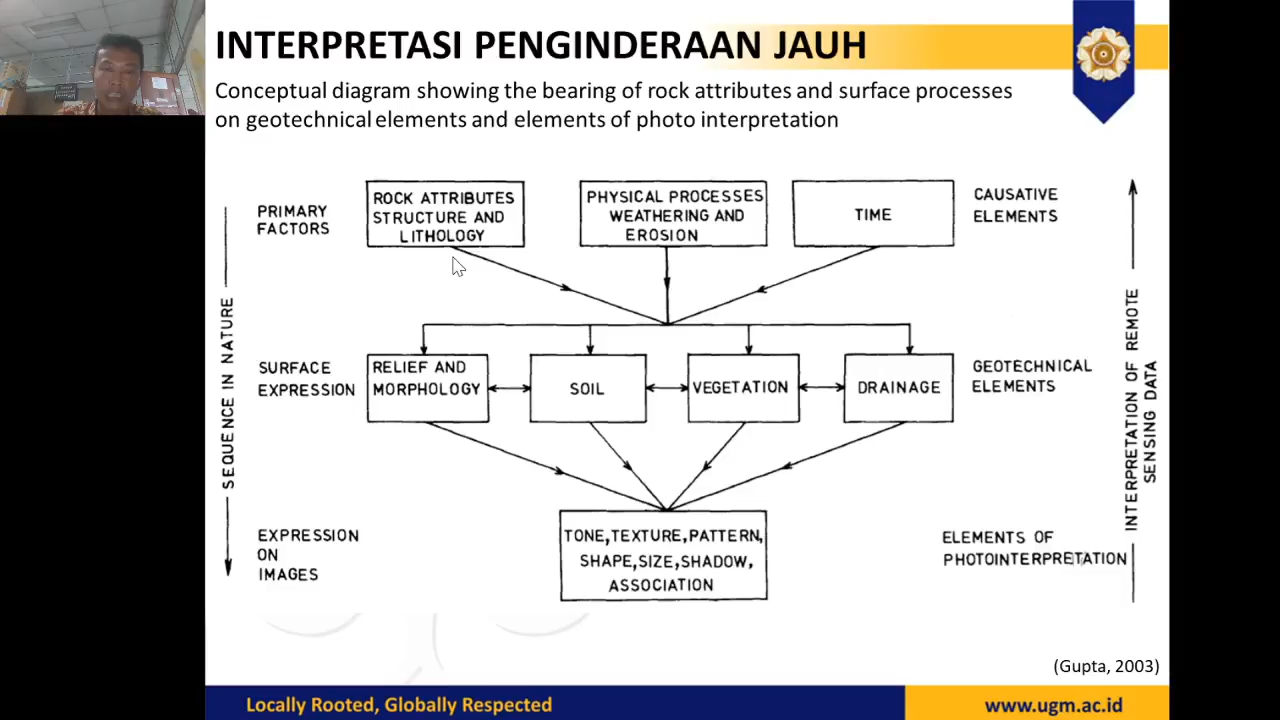 INTERPRETASI PENGINDERAAN JAUH
Conceptual diagram showing the bearing of rock attributes and surface processes
on geotechnical elements and elements of photo interpretation
PRIMARY
FACTORS
ROCK ATTRIBUTES
STRUCTURE AND
LITHOLOGY
PHYSICAL PROCESSES
WEATHERING AND
EROSION
TIME
CAUSATIVE
ELEMENTS
SEQUENCE IN NATURE
INTERPRETATION OF REMOTE
SENSING DATA
SURFACE
EXPRESSION
RELIEF AND
MORPHOLOGY
SOIL
VEGETATION
DRAINAGE
GEOTECHNICAL
ELEMENTS
EXPRESSION
ON
IMAGES
TONE,TEXTURE,PATTERN,
SHAPE,SIZE,SHADOW,
ASSOCIATION
ELEMENTS OF
PHOTOINTERPRETATION
(Gupta, 2003)
Locally Rooted, Globally Respected
www.ugm.ac.id